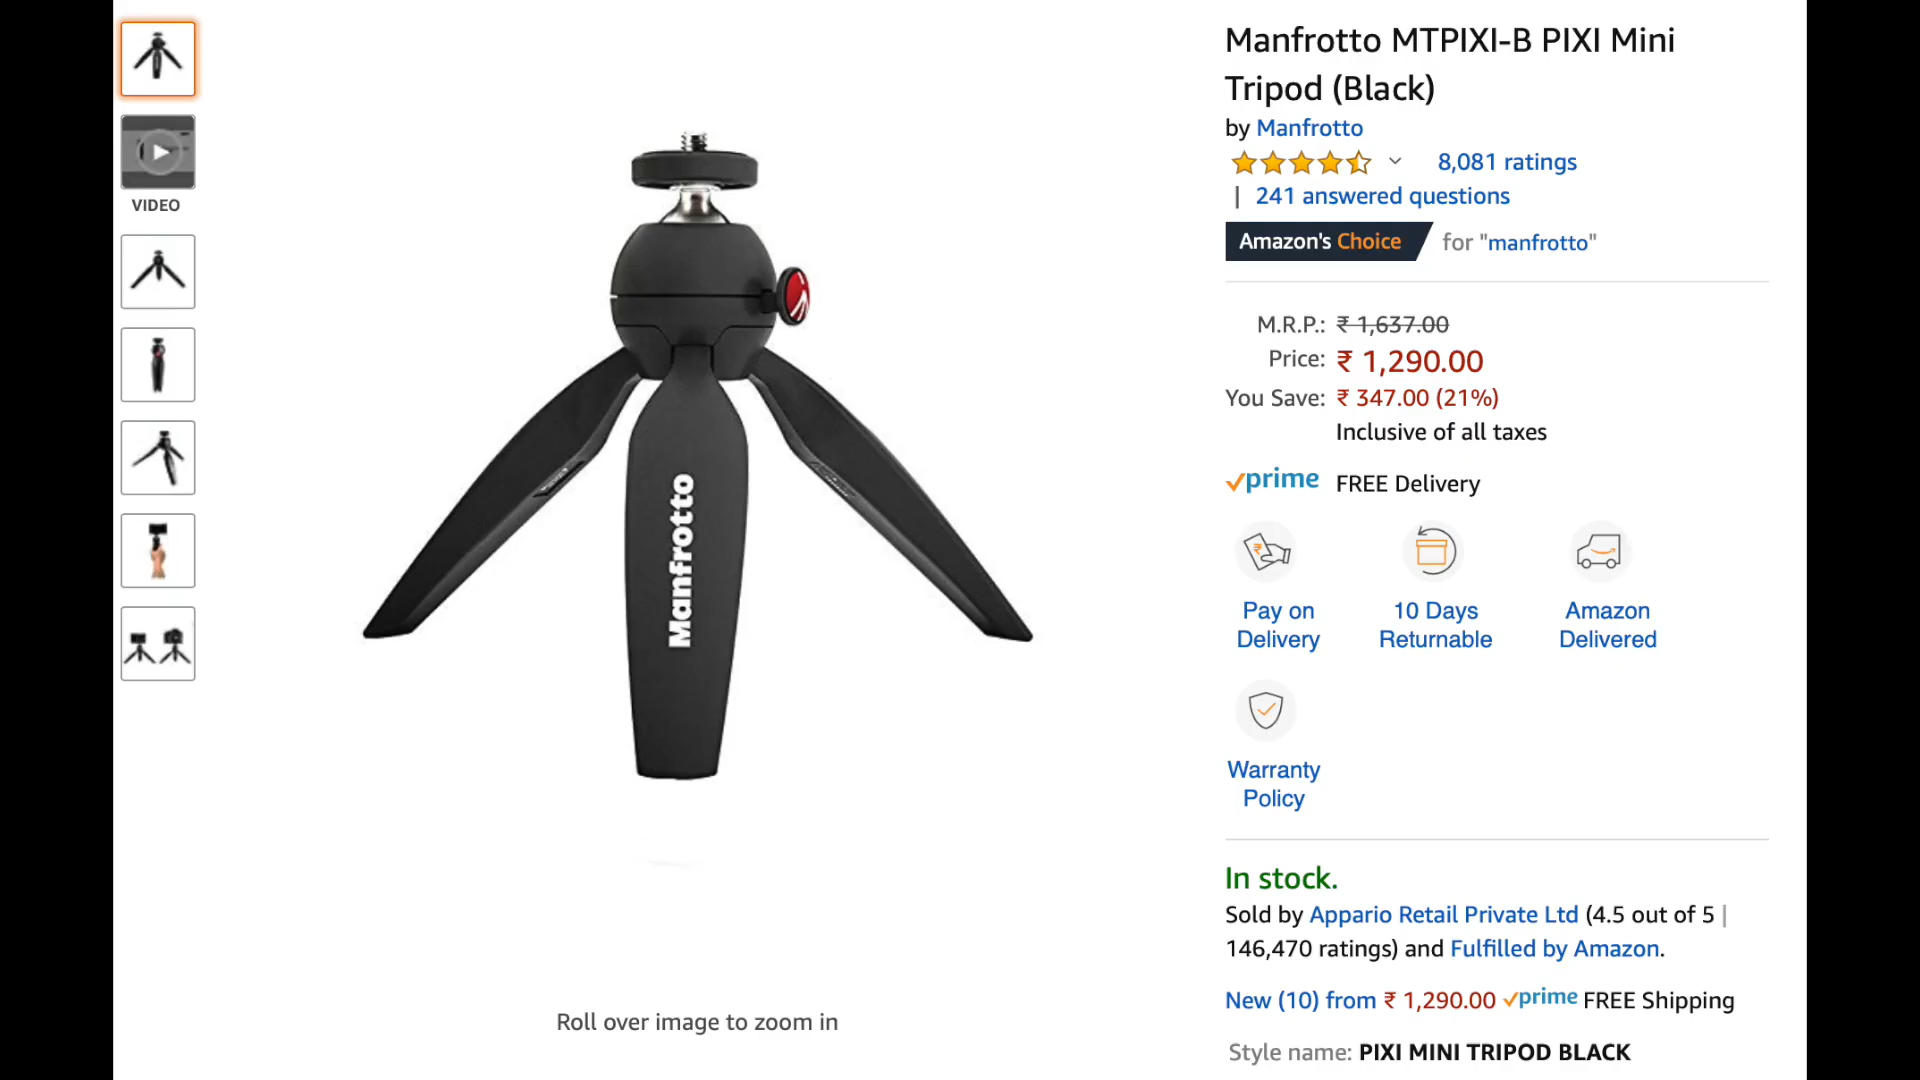 VIDEO
Manfrotto
Roll over image to zoom in
Manfrotto MTPIXI-B PIXI Mini
Tripod (Black)
by Manfrotto
8,081 ratings
| 241 answered questions
Amazon's Choice for "manfrotto"
M.R.P.: ₹ 1,637.00
Price: ₹ 1,290.00
You Save: ₹ 347.00 (21%)
Inclusive of all taxes
prime FREE Delivery
Pay on
Delivery
10 Days
Returnable
Amazon
Delivered
Warranty
Policy
In stock.
Sold by Appario Retail Private Ltd (4.5 out of 5 |
146,470 ratings) and Fulfilled by Amazon.
New (10) from ₹ 1,290.00 prime FREE Shipping
Style name: PIXI MINI TRIPOD BLACK